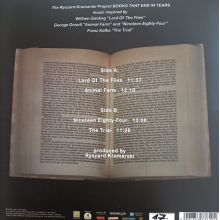 The Ryszard Kramarski Project BOOKS THAT END IN TEARS
music inspired by
William Golding "Lord Of The Flies"
George Orwell "Animal Farm" and "Nineteen Eighty-Four"
Franz Kafka "The Trial"
Side A:
Lord Of The Flies 11:37
Animal Farm 12:10
Side B:
Nineteen Eighty-Four 13:06
The Trial 11:28
produced by
Ryszard Kramarski